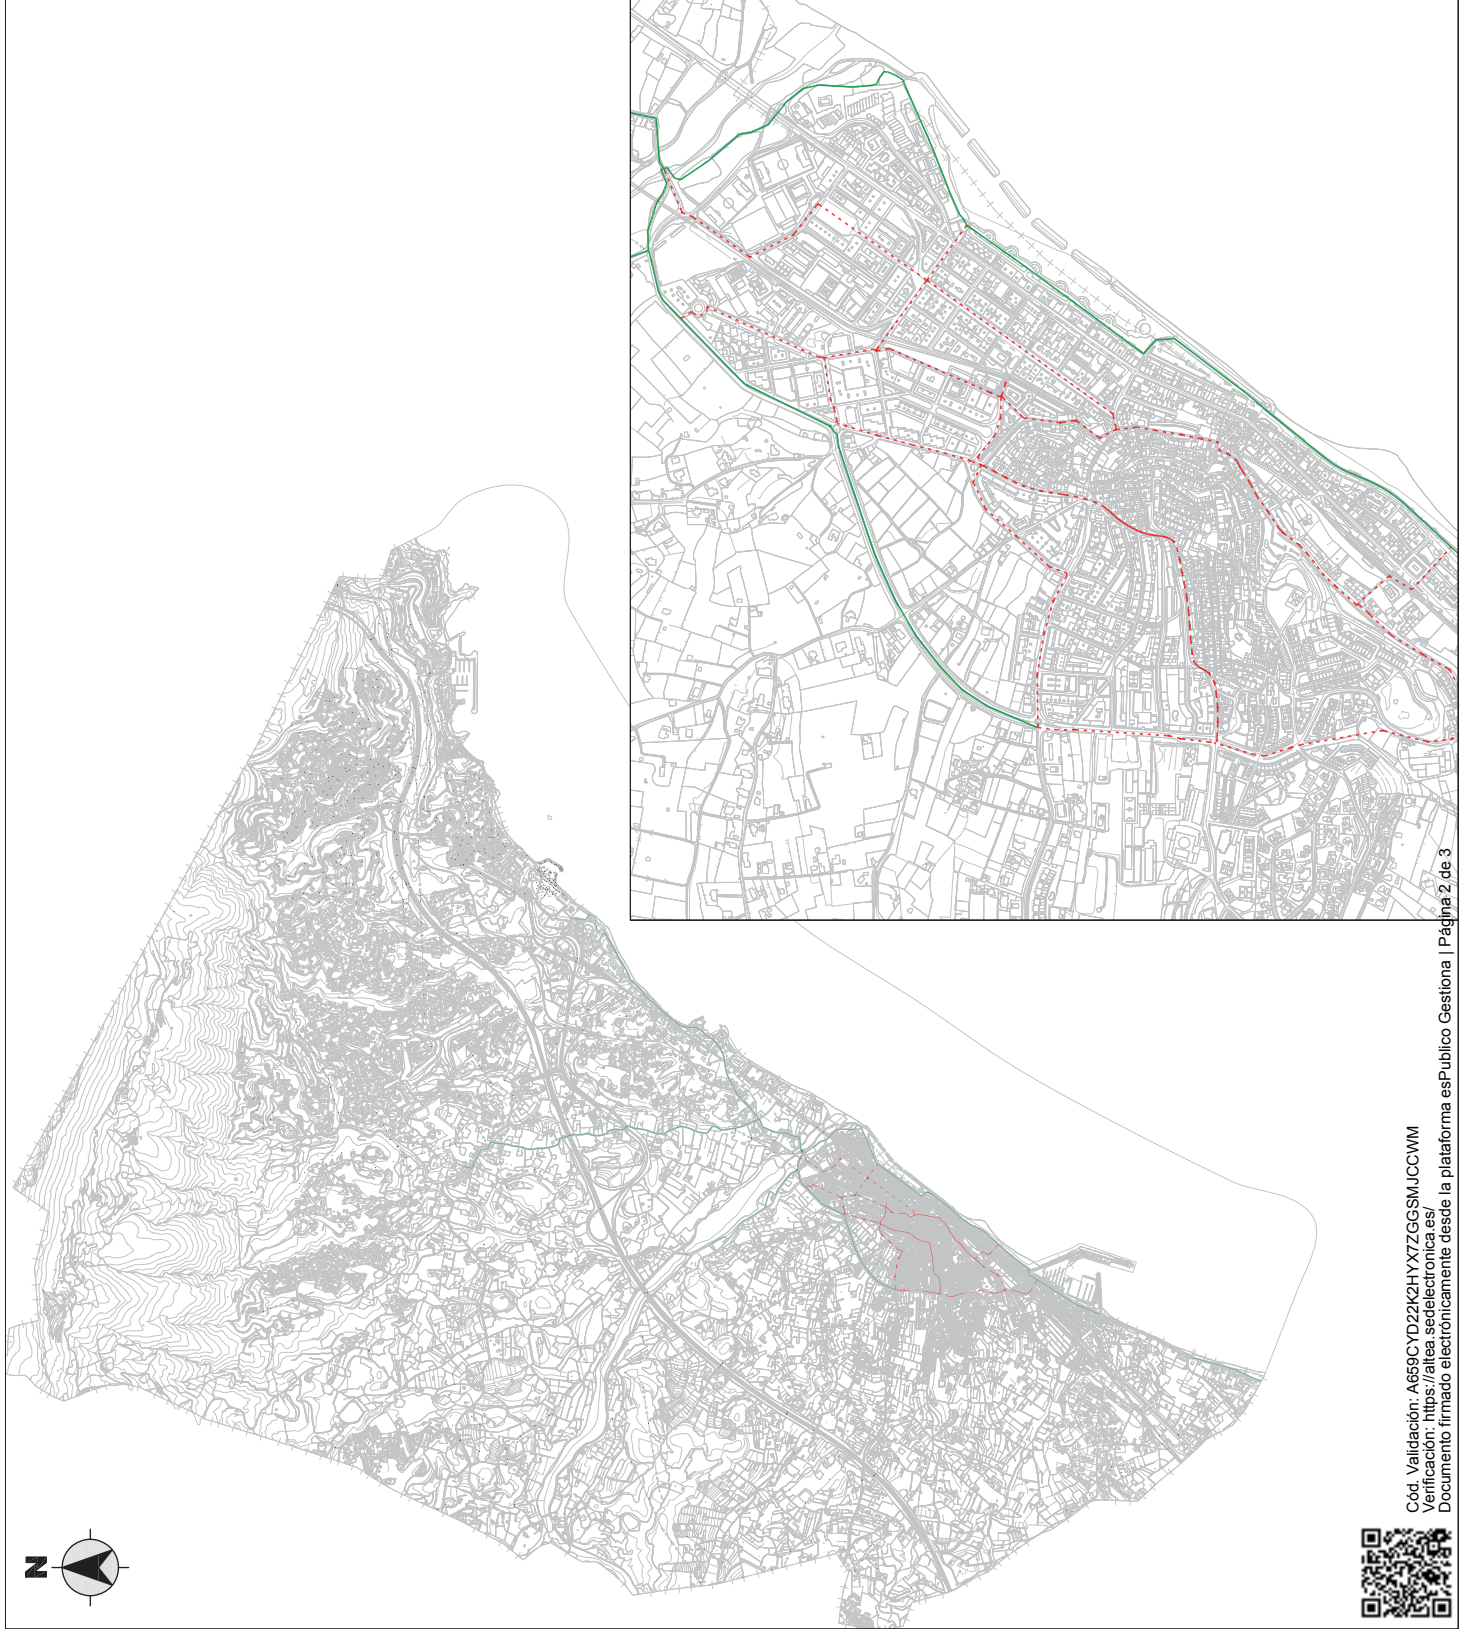 N
Cód. Validación: A659CYD22K2HYX7ZGGSMJCCWM
Verificación: https://altea.sedelectronica.es/
Documento firmado electrónicamente desde la plataforma esPublico Gestiona | Página 2 de 3